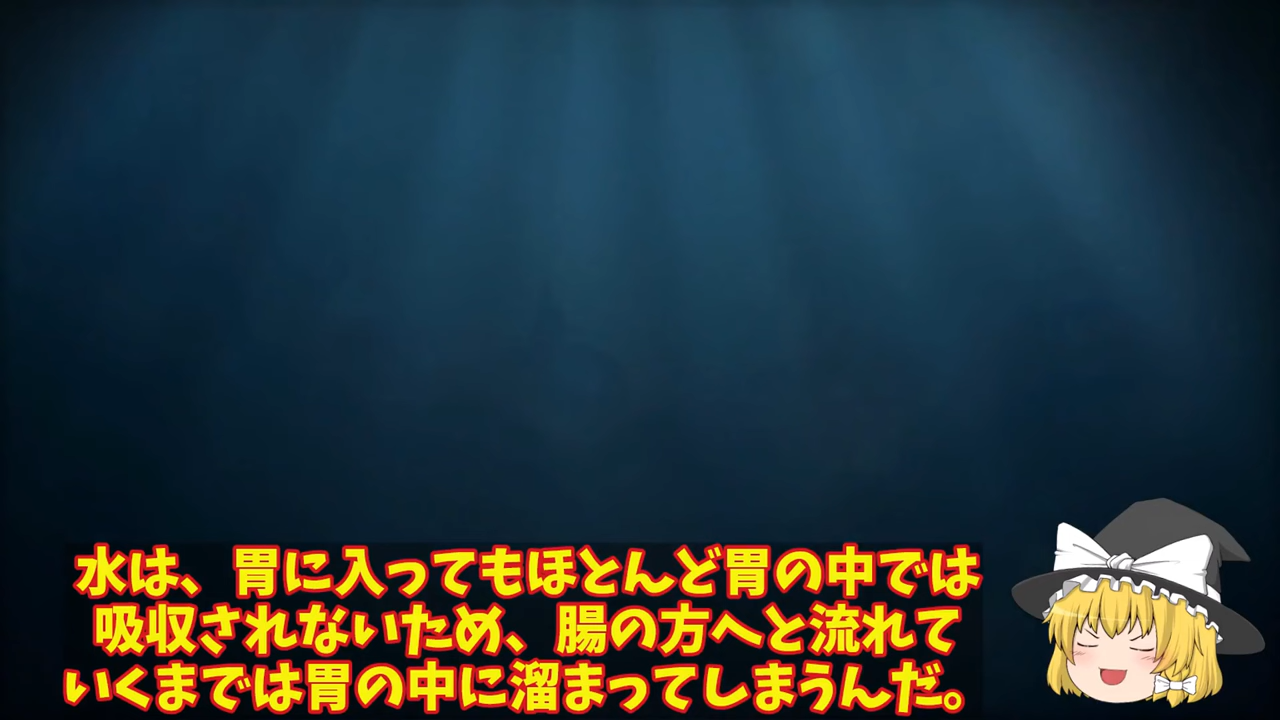 水は、胃に入ってもほとんど胃の中では
吸収されないため、腸の方へと流れて
いくまでは胃の中に溜まってしまうんだ。